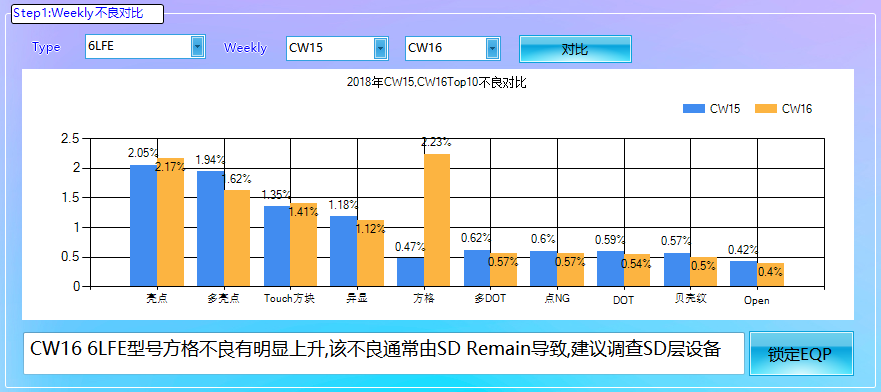 Step1:Weekly不良对比
Type 6LFE Weekly CW15 CW16 对比
2018年CW15,CW16Top10不良对比
CW15 CW16
2.5
2
1.5
1
0.5
0
2.05% 2.17% 1.94% 1.62% 1.35% 1.41% 1.18% 1.12% 0.47% 2.23% 0.62% 0.57% 0.6% 0.57% 0.59% 0.54% 0.57% 0.5% 0.42% 0.4%
亮点 多亮点 Touch方块 异显 方格 多DOT 点NG DOT 贝壳纹 Open
CW16 6LFE型号方格不良有明显上升,该不良通常由SD Remain导致,建议调查SD层设备
锁定EQP